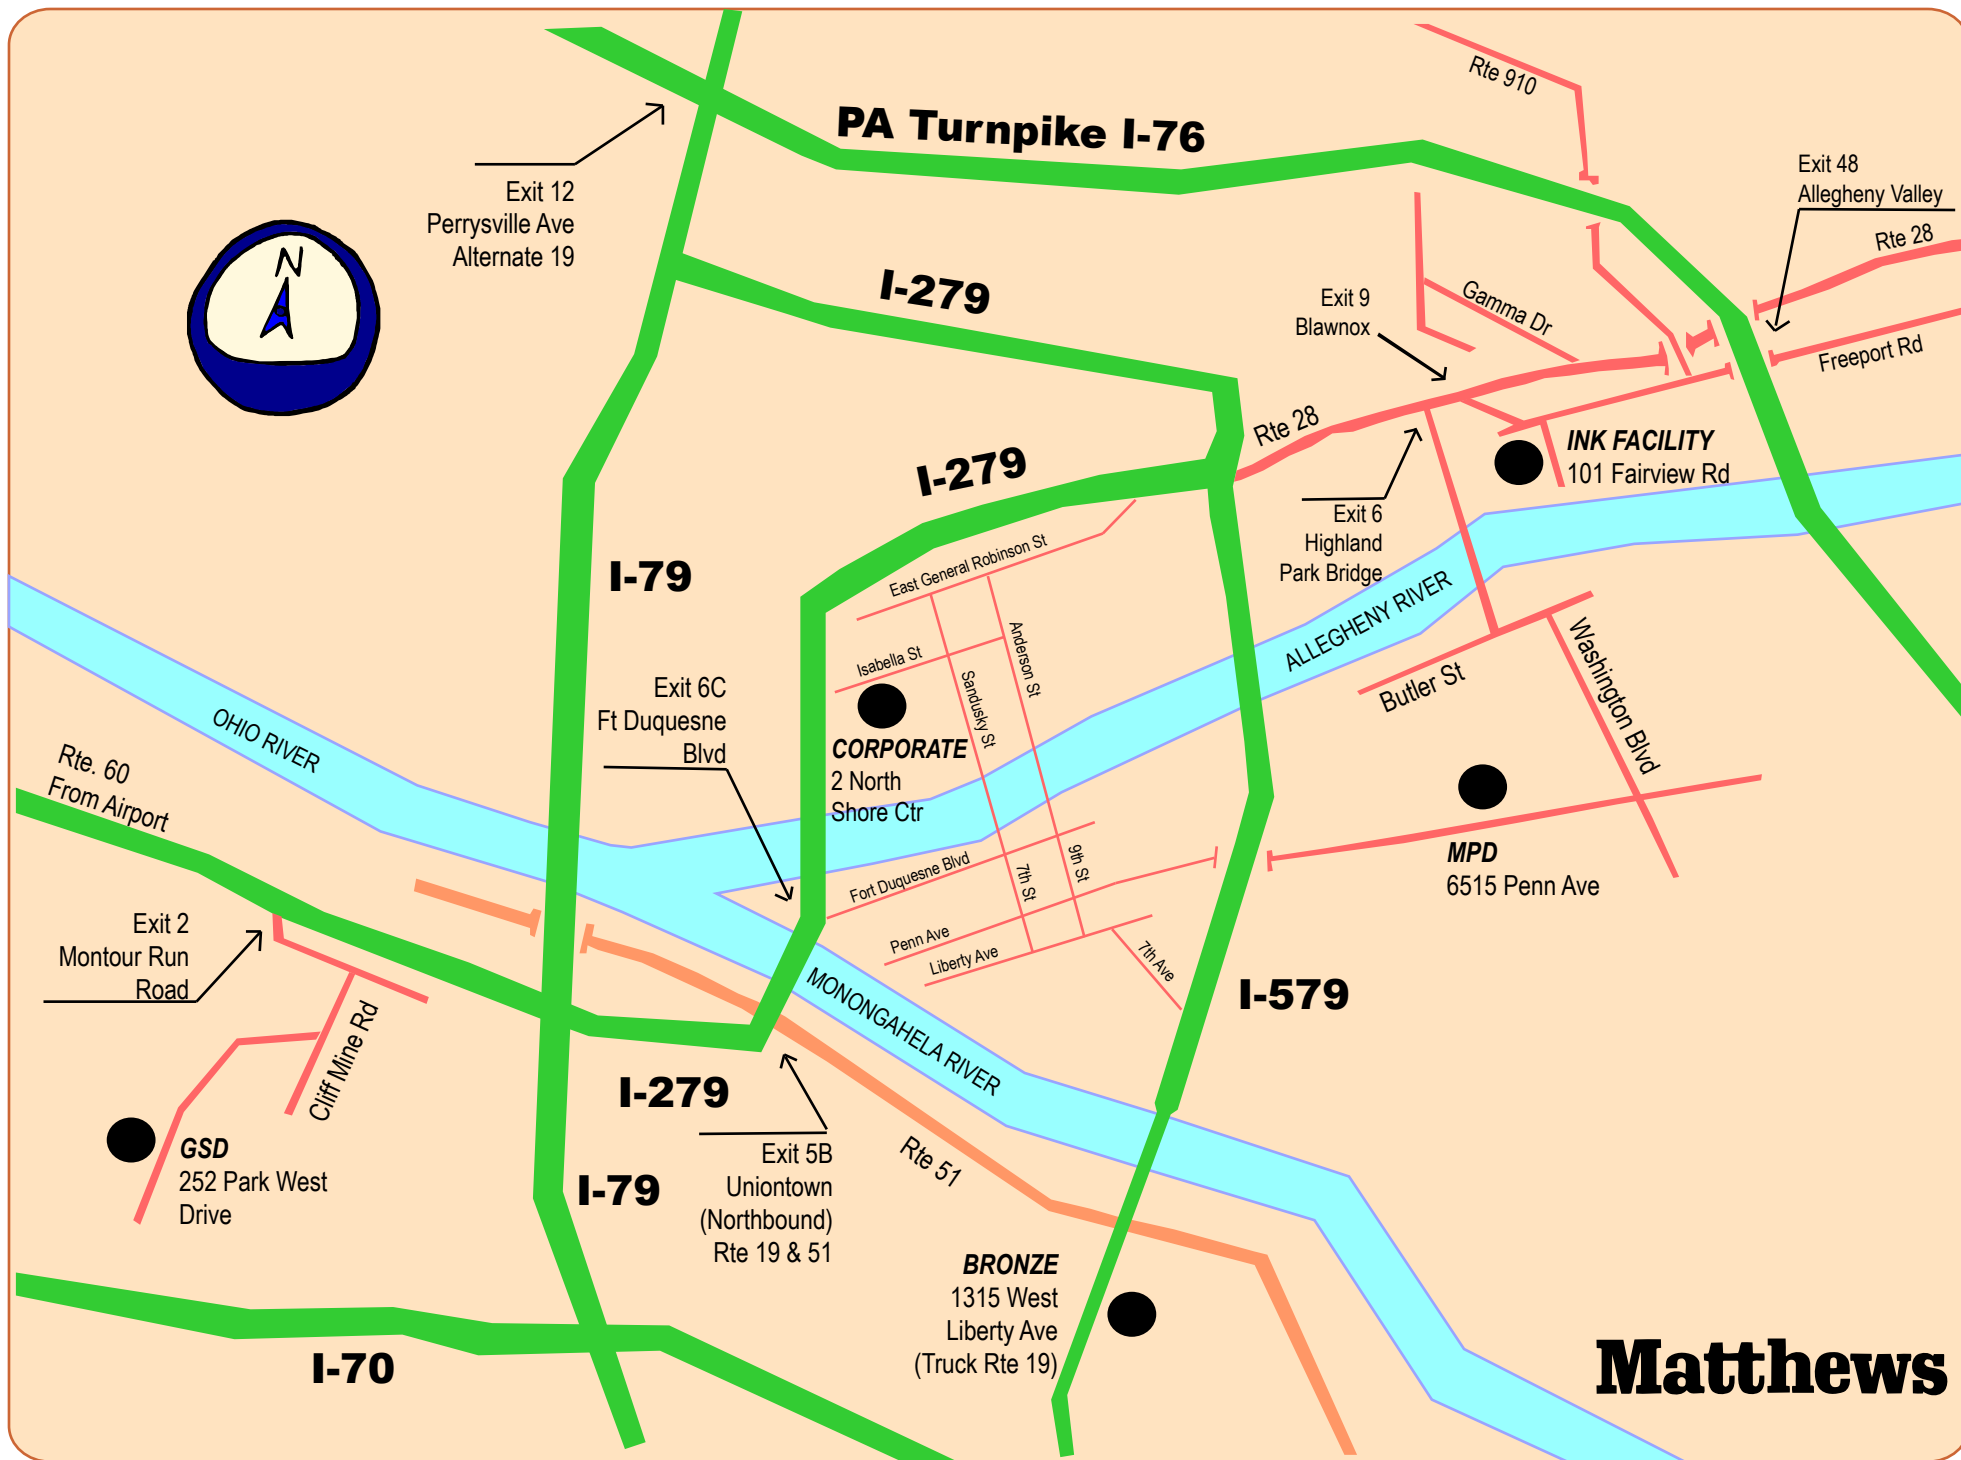 Rte 910
PA Turnpike I-76
Exit 48
Allegheny Valley
Exit 12
Perrysville Ave
Alternate 19
N
Rte 28
I-279
Exit 9
Blawnox
Gamma Dr
Freeport Rd
Rte 28
INK FACILITY
101 Fairview Rd
I-279
Exit 6
Highland
Park Bridge
I-79
East General Robinson St
ALLEGHENY RIVER
Isabella St
Anderson St
Sandusky St
Washington Blvd
Butler St
Exit 6C
Ft Duquesne
Blvd
OHIO RIVER
CORPORATE
2 North
Shore Ctr
Rte. 60
From Airport
Fort Duquesne Blvd
7th St
9th St
MPD
6515 Penn Ave
Exit 2
Montour Run
Road
Penn Ave
Liberty Ave
7th Ave
MONONGAHELA RIVER
I-579
Cliff Mine Rd
I-279
GSD
252 Park West
Drive
I-79
Exit 5B
Uniontown
(Northbound)
Rte 19 & 51
Rte 51
BRONZE
1315 West
Liberty Ave
(Truck Rte 19)
I-70
Matthews